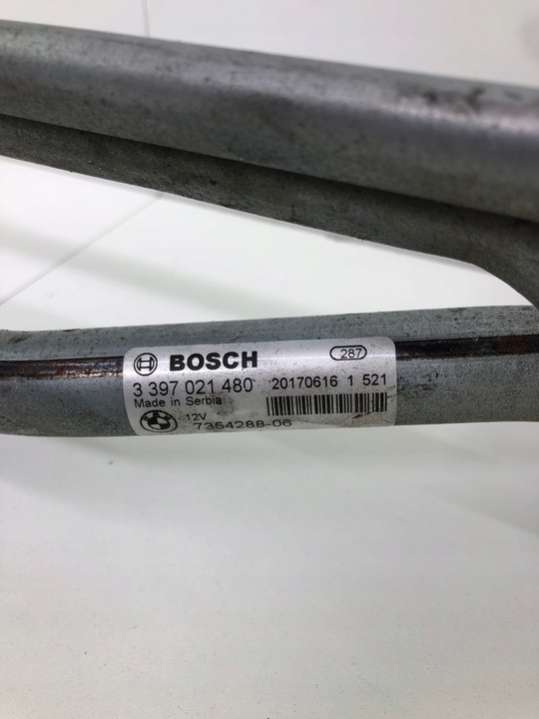 BOSCH 287
3 397 021 480 20170616 1 521
Made in Serbia
12V
7354288-06